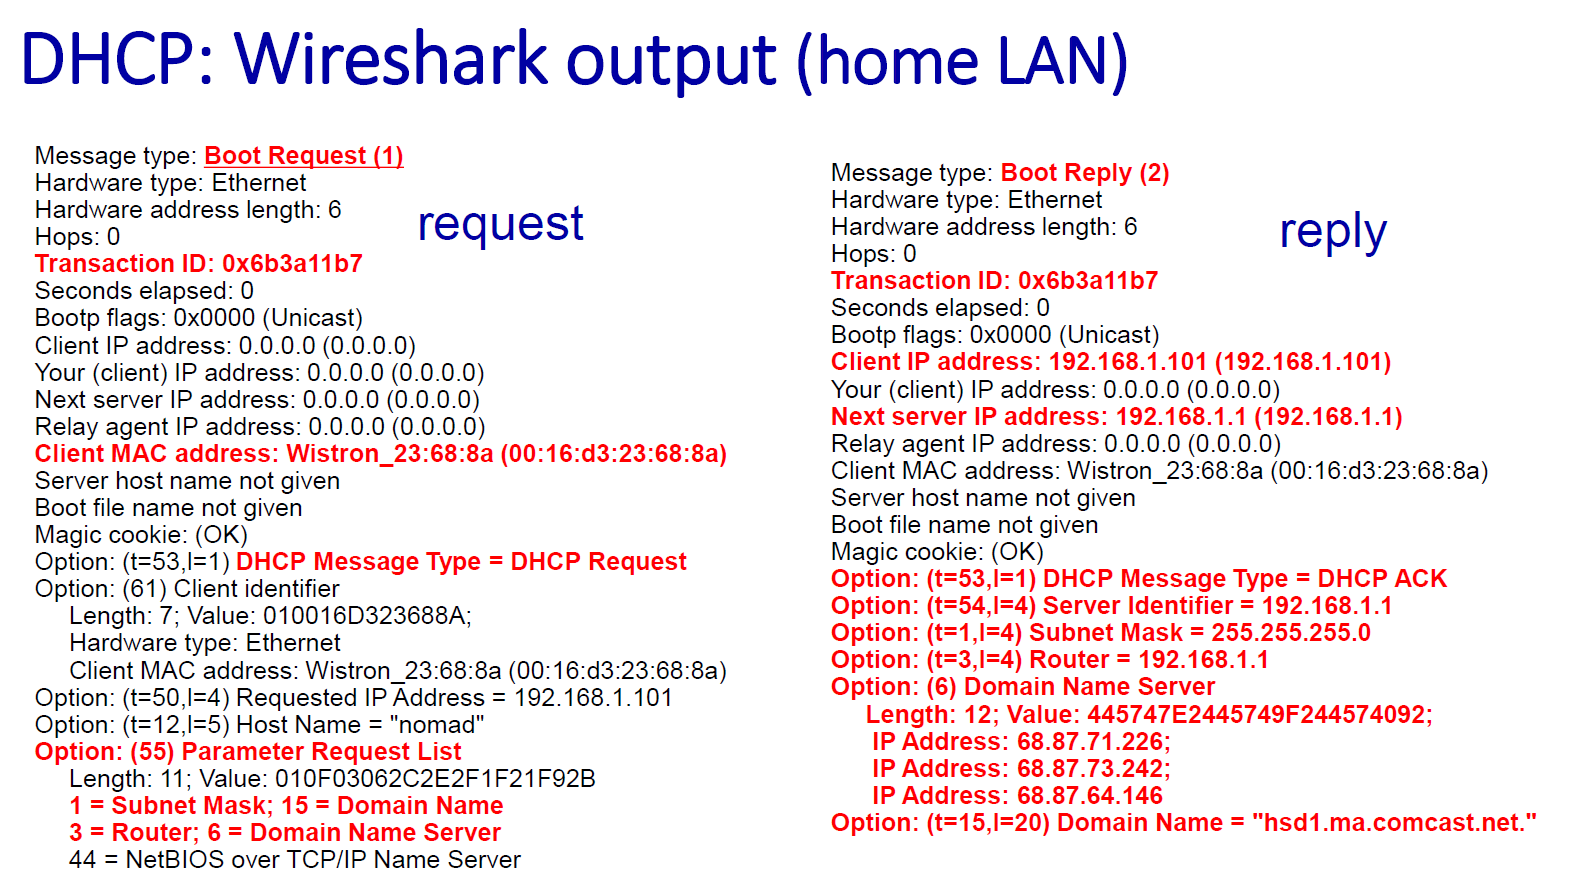 DHCP: Wireshark output (home LAN)
Message type: Boot Request (1)
Hardware type: Ethernet
Hardware address length: 6
Hops: 0
Transaction ID: 0x6b3a11b7
Seconds elapsed: 0
Bootp flags: 0x0000 (Unicast)
Client IP address: 0.0.0.0 (0.0.0.0)
Your (client) IP address: 0.0.0.0 (0.0.0.0)
Next server IP address: 0.0.0.0 (0.0.0.0)
Relay agent IP address: 0.0.0.0 (0.0.0.0)
Client MAC address: Wistron_23:68:8a (00:16:d3:23:68:8a)
Server host name not given
Boot file name not given
Magic cookie: (OK)
Option: (t=53,l=1) DHCP Message Type = DHCP Request
Option: (61) Client identifier
Length: 7; Value: 010016D323688A;
Hardware type: Ethernet
Client MAC address: Wistron_23:68:8a (00:16:d3:23:68:8a)
Option: (t=50,l=4) Requested IP Address = 192.168.1.101
Option: (t=12,l=5) Host Name = "nomad"
Option: (55) Parameter Request List
Length: 11; Value: 010F03062C2E2F1F21F92B
1 = Subnet Mask; 15 = Domain Name
3 = Router; 6 = Domain Name Server
44 = NetBIOS over TCP/IP Name Server
request
Message type: Boot Reply (2)
Hardware type: Ethernet
Hardware address length: 6
Hops: 0
Transaction ID: 0x6b3a11b7
Seconds elapsed: 0
Bootp flags: 0x0000 (Unicast)
Client IP address: 192.168.1.101 (192.168.1.101)
Your (client) IP address: 0.0.0.0 (0.0.0.0)
Next server IP address: 192.168.1.1 (192.168.1.1)
Relay agent IP address: 0.0.0.0 (0.0.0.0)
Client MAC address: Wistron_23:68:8a (00:16:d3:23:68:8a)
Server host name not given
Boot file name not given
Magic cookie: (OK)
Option: (t=53,l=1) DHCP Message Type = DHCP ACK
Option: (t=54,l=4) Server Identifier = 192.168.1.1
Option: (t=1,l=4) Subnet Mask = 255.255.255.0
Option: (t=3,l=4) Router = 192.168.1.1
Option: (6) Domain Name Server
Length: 12; Value: 445747E2445749F244574092;
IP Address: 68.87.71.226;
IP Address: 68.87.73.242;
IP Address: 68.87.64.146
Option: (t=15,l=20) Domain Name = "hsd1.ma.comcast.net."
reply